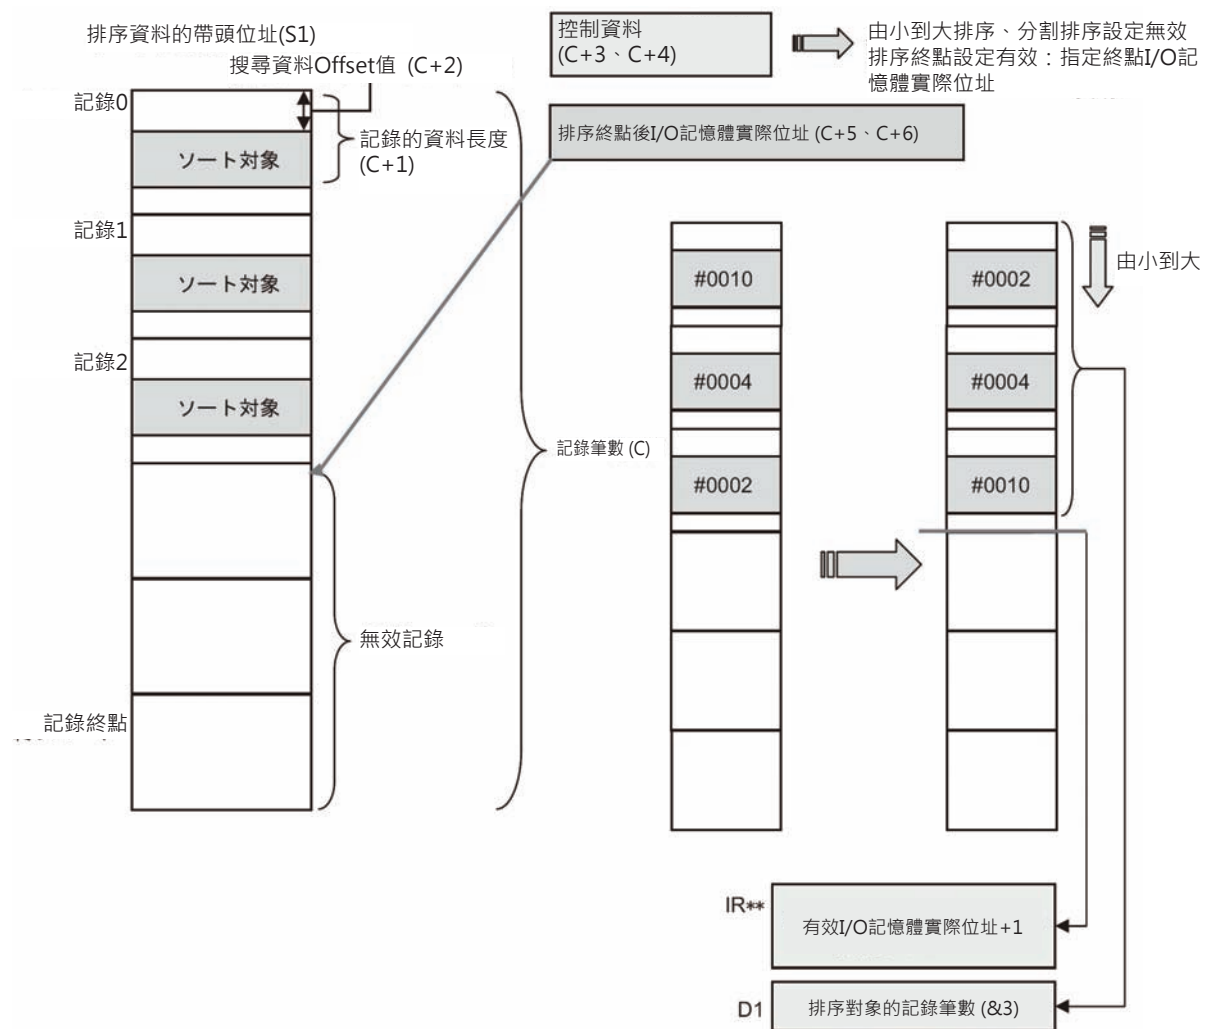 排序資料的帶頭位址(S1)
搜尋資料Offset值 (C+2)
控制資料
(C+3、C+4)
由小到大排序、分割排序設定無效
排序終點設定有效：指定終點I/O記
憶體實際位址
排序終點後I/O記憶體實際位址 (C+5、C+6)
記錄0
記錄的資料長度
(C+1)
ソート対象
記錄1
ソート対象
記錄2
ソート対象
記錄筆數 (C)
無效記錄
記錄終點
#0010
#0004
#0002
#0002
#0004
#0010
由小到大
IR**
有效I/O記憶體實際位址+1
D1
排序對象的記錄筆數 (&3)